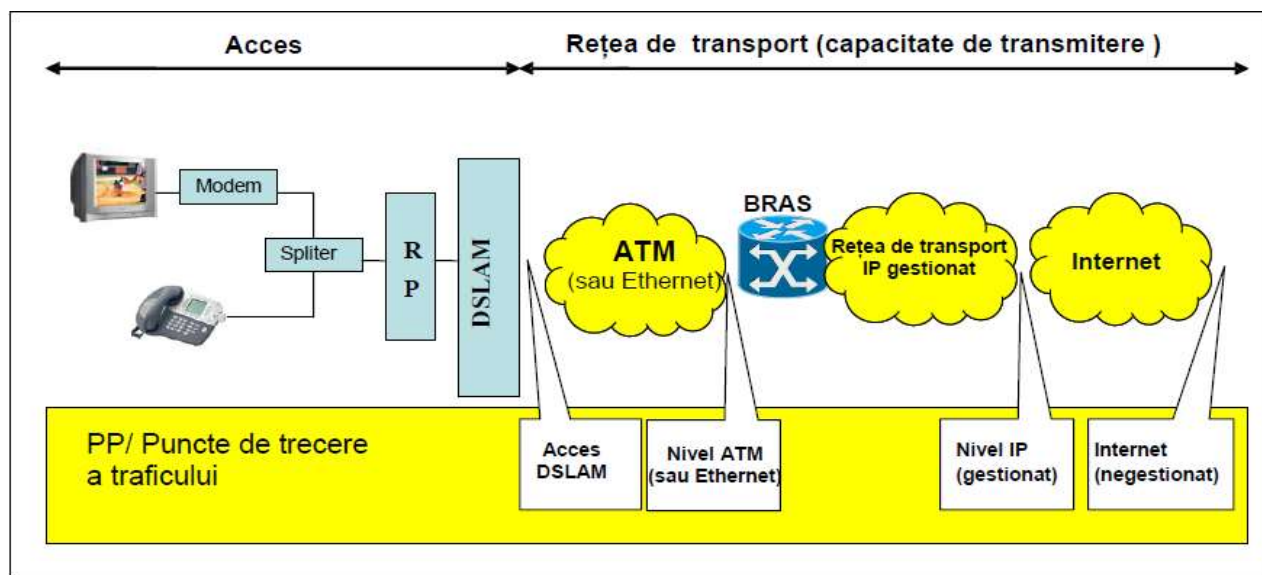 Acces
Rețea de transport (capacitate de transmitere )
Modem
Spliter
R
P
DSLAM
ATM
(sau Ethernet)
BRAS
Rețea de transport
IP gestionat
Internet
PP/ Puncte de trecere
a traficului
Acces
DSLAM
Nivel ATM
(sau Ethernet)
Nivel IP
(gestionat)
Internet
(negestionat)